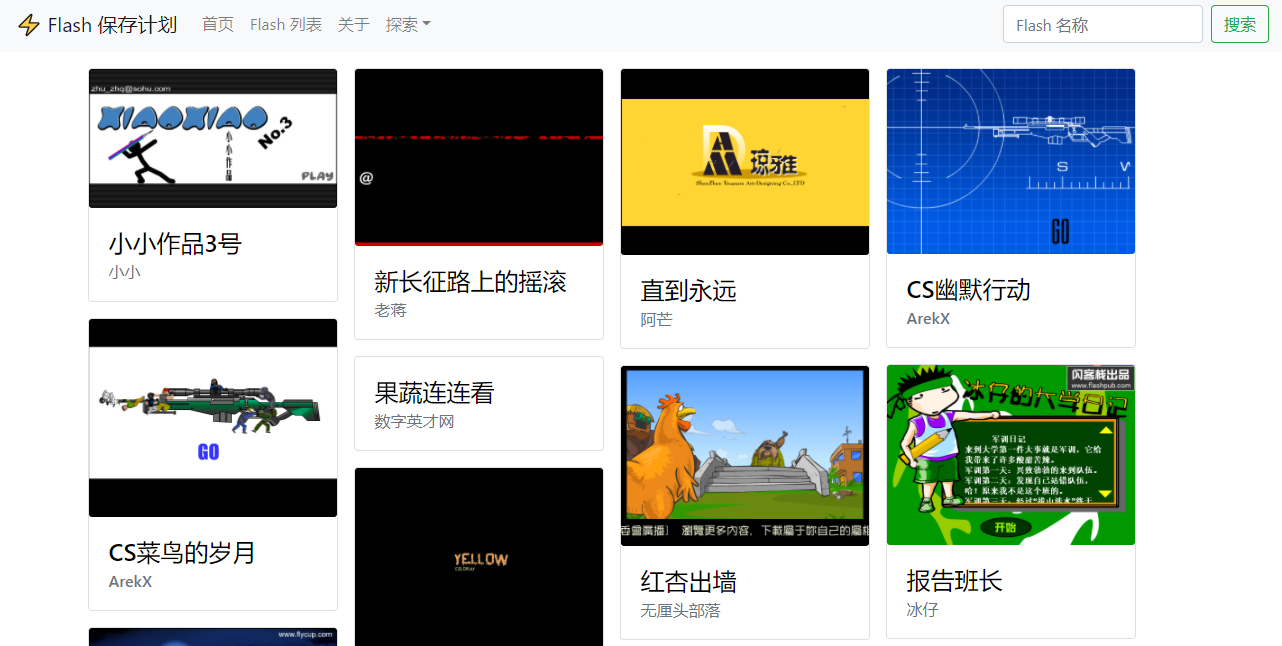 Flash 保存计划
首页
Flash 列表
关于
探索
Flash 名称
搜索
zhu_zhq@sohu.com
XIAOXIAO
No.3
小小作品
PLAY
小小作品3号
小小
@
新长征路上的摇滚
老蒋
琼雅
ShenZhen Treasure Art-Designing Co.,LTD
直到永远
阿芒
S
GO
CS幽默行动
ArekX
GO
CS菜鸟的岁月
ArekX
www.flycup.com
果蔬连连看
数字英才网
YELLOW
COLDPLAY
瀏覽更多内容，下載屬于你自己的屬相
红杏出墙
无厘头部落
闪客栈出品
www.flashpub.com
冰仔的大学日记
军训日记
来到大学第一件大事就是军训，它给
我带来了许多酸甜苦辣。
军训第一天：兴致勃勃的来到队伍。
军训第二天：发现自己站错队伍，
哈！原来我不是这个班的。
开始
报告班长
冰仔